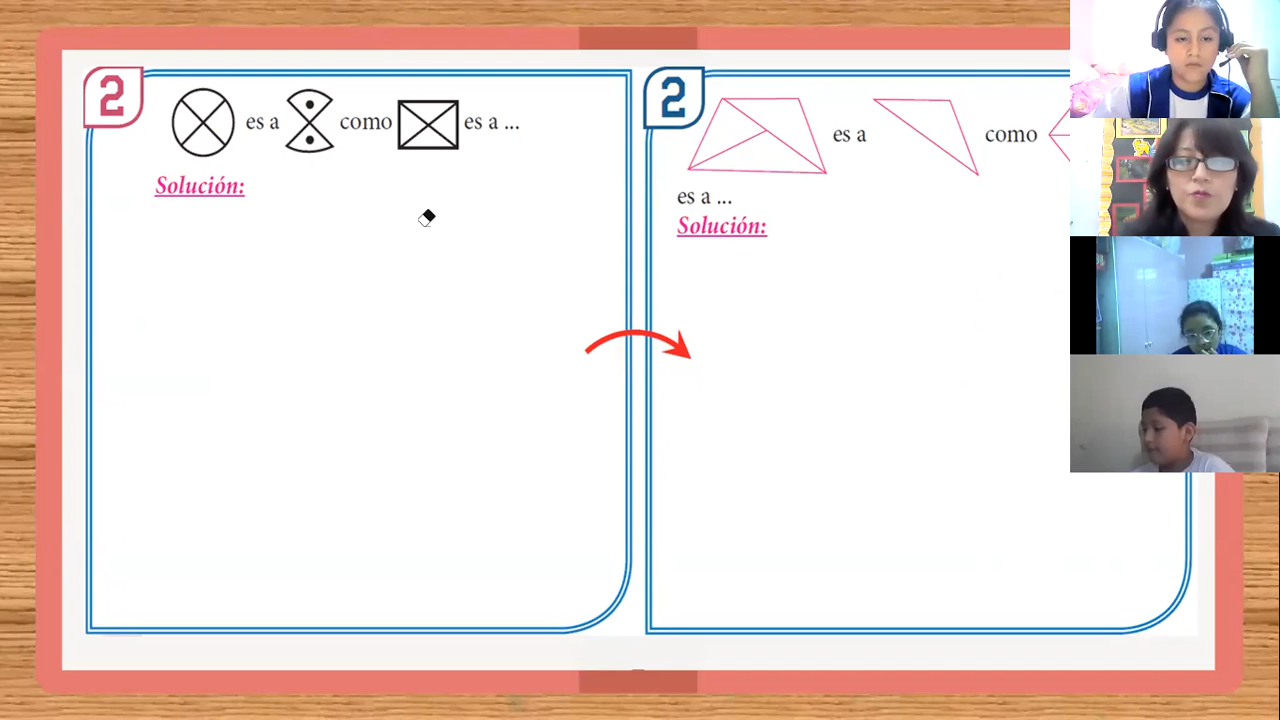 2
es a como es a ...
Solución:
2
es a como
es a ...
Solución: